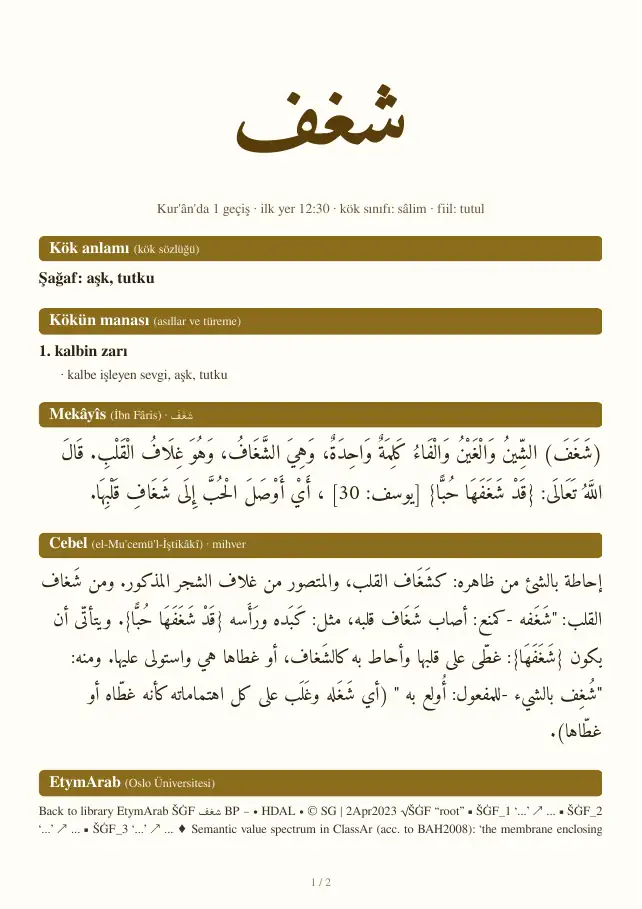 شغف
Kur'ân'da 1 geçiş · ilk yer 12:30 · kök sınıfı: sâlim · fiil: tutul
Kök anlamı (kök sözlüğü)
Şağaf: aşk, tutku
Kökün manası (asıllar ve türeme)
1. kalbin zarı
· kalbe işleyen sevgi, aşk, tutku
Mekâyîs (İbn Fâris) · شَغَفَ
(شَغَفَ) الشِّينُ وَالْغَيْنُ وَالْفَاءُ كَلِمَةٌ وَاحِدَةٌ، وَهِيَ الشَّغَافُ، وَهُوَ غِلَافُ الْقَلْبِ. قَالَ
اللَّهُ تَعَالَى: {قَدْ شَغَفَهَا حُبًّا} [يوسف: 30] ، أَيْ أَوْصَلَ الْحُبَّ إِلَى شَغَافِ قَلْبِهَا.
Cebel (el-Mu'cemü'l-İştikâkî) · mihver
إحاطة بالشئ من ظاهره: كشَغَاف القلب، والمتصور من غلاف الشجر المذكور. ومن شَغاف
القلب: "شَغَفه -كمنع: أصاب شَغَاف قلبه، مثل: كَبَده ورَأَسه {قَدْ شَغَفَهَا حُبًّا}. ويتأتّى أن
يكون {شَغَفَهَا}: غطّى على قلبها وأحاط به كالشغاف، أو غطاها هي واستولى عليها. ومنه:
"شُغِف بالشيء -للمفعول: أُولع به " (أي شَغَله وغَلَب على كل اهتماماته كأنه غطّاه أو
غطّاها).
EtymArab (Oslo Üniversitesi)
Back to library EtymArab ŠĠF شغف BP – • HDAL • © SG | 2Apr2023 √ŠĠF “root” ▪ ŠĠF_1 ‘...’ ↗ ... ▪ ŠĠF_2
‘...’ ↗ ... ▪ ŠĠF_3 ‘...’ ↗ ... ♦ Semantic value spectrum in ClassAr (acc. to BAH2008): ‘the membrane enclosing
1 / 2